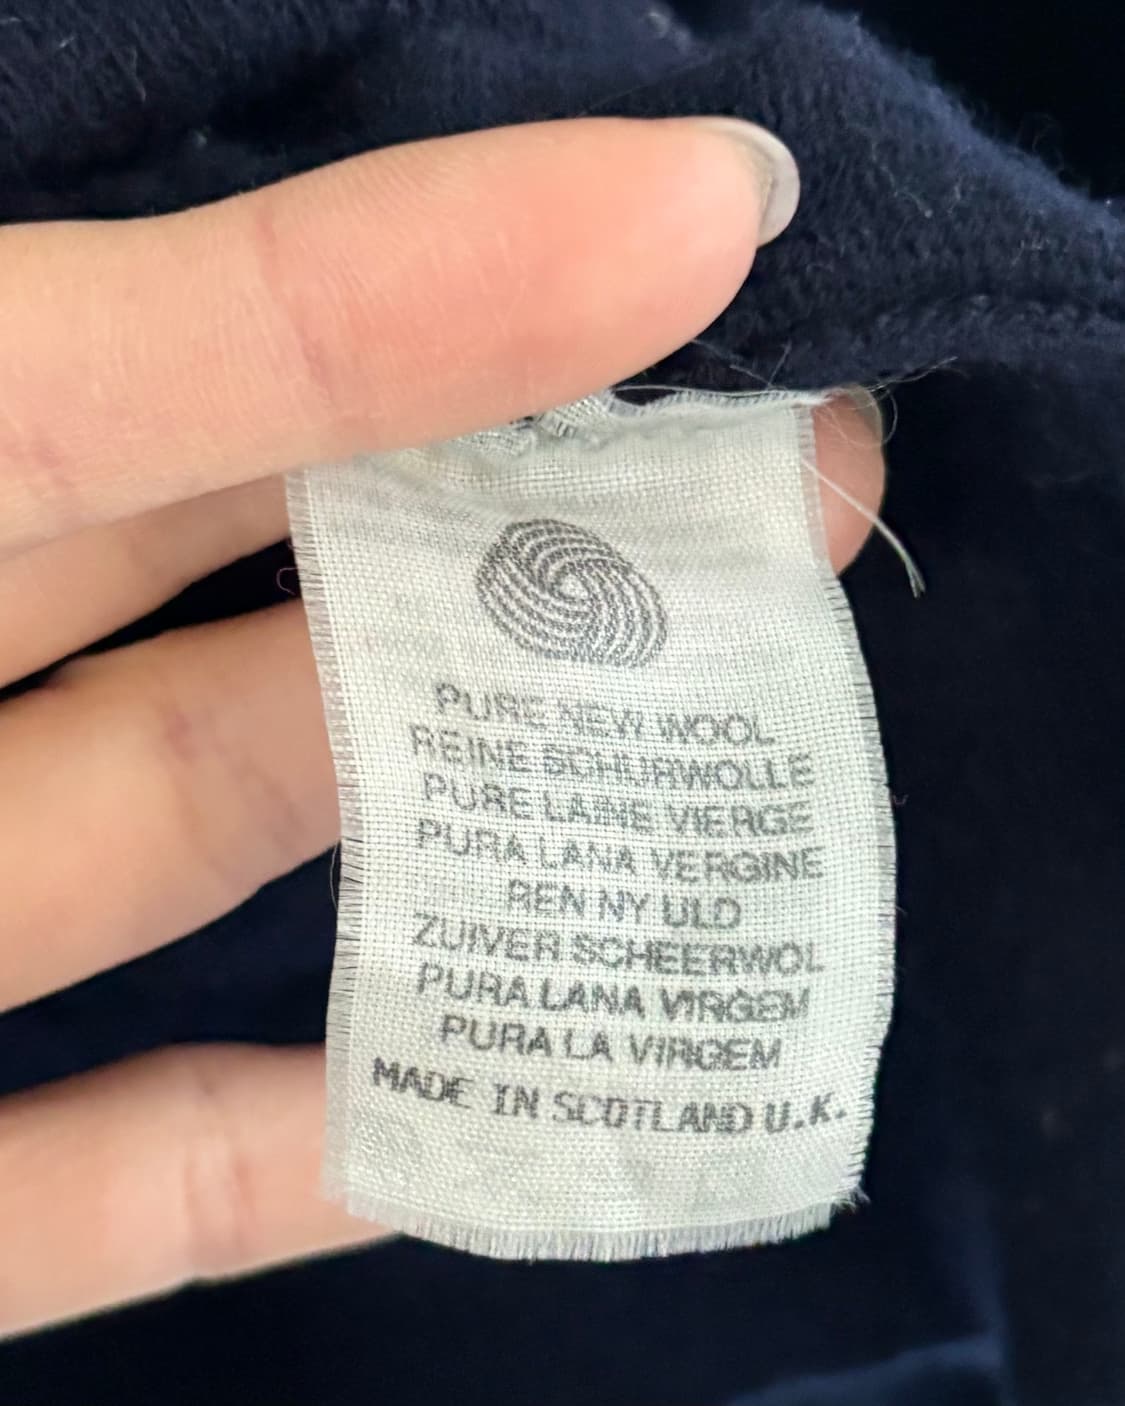 PURE NEW WOOL
REINE SCHURWOLLE
PURE LAINE VIERGE
PURA LANA VERGINE
REN NY ULD
ZUIVER SCHEERWOL
PURA LANA VIRGEM
PURA LA VIRGEM
MADE IN SCOTLAND U.K.